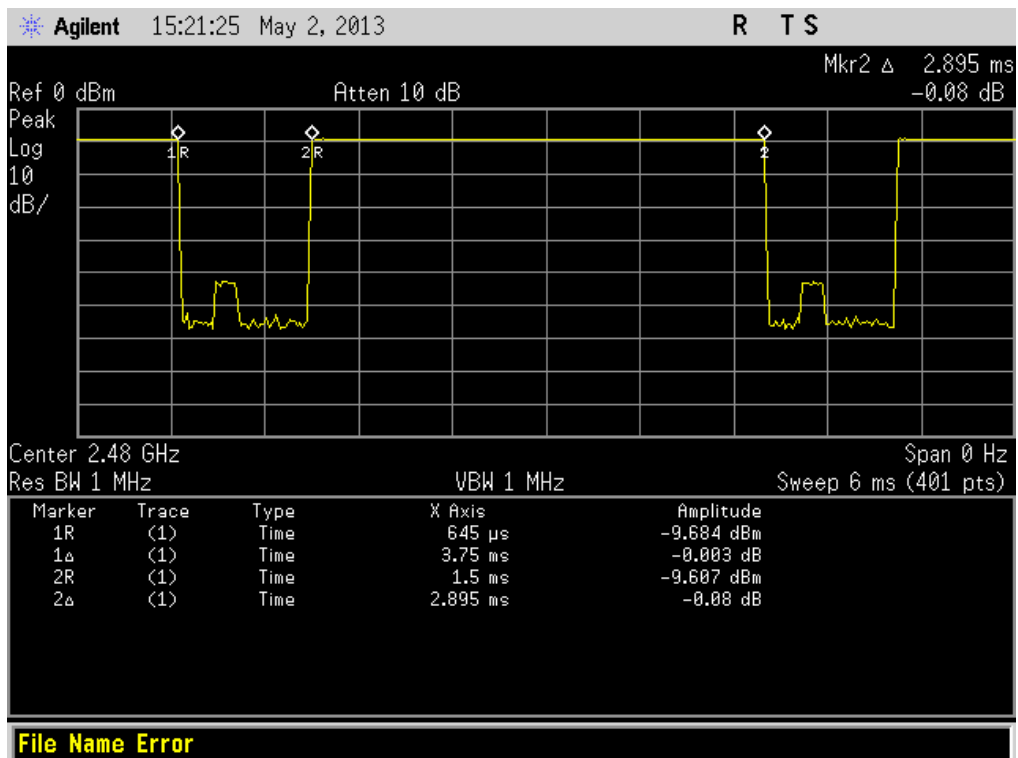 Agilent 15:21:25 May 2, 2013 R T S
Mkr2 Δ 2.895 ms
Ref 0 dBm Atten 10 dB -0.08 dB
Peak
Log
10
dB/
1R 2R 2
Center 2.48 GHz Span 0 Hz
Res BW 1 MHz VBW 1 MHz Sweep 6 ms (401 pts)
Marker Trace Type X Axis Amplitude
1R (1) Time 645 µs -9.684 dBm
1Δ (1) Time 3.75 ms -0.003 dB
2R (1) Time 1.5 ms -9.607 dBm
2Δ (1) Time 2.895 ms -0.08 dB
File Name Error